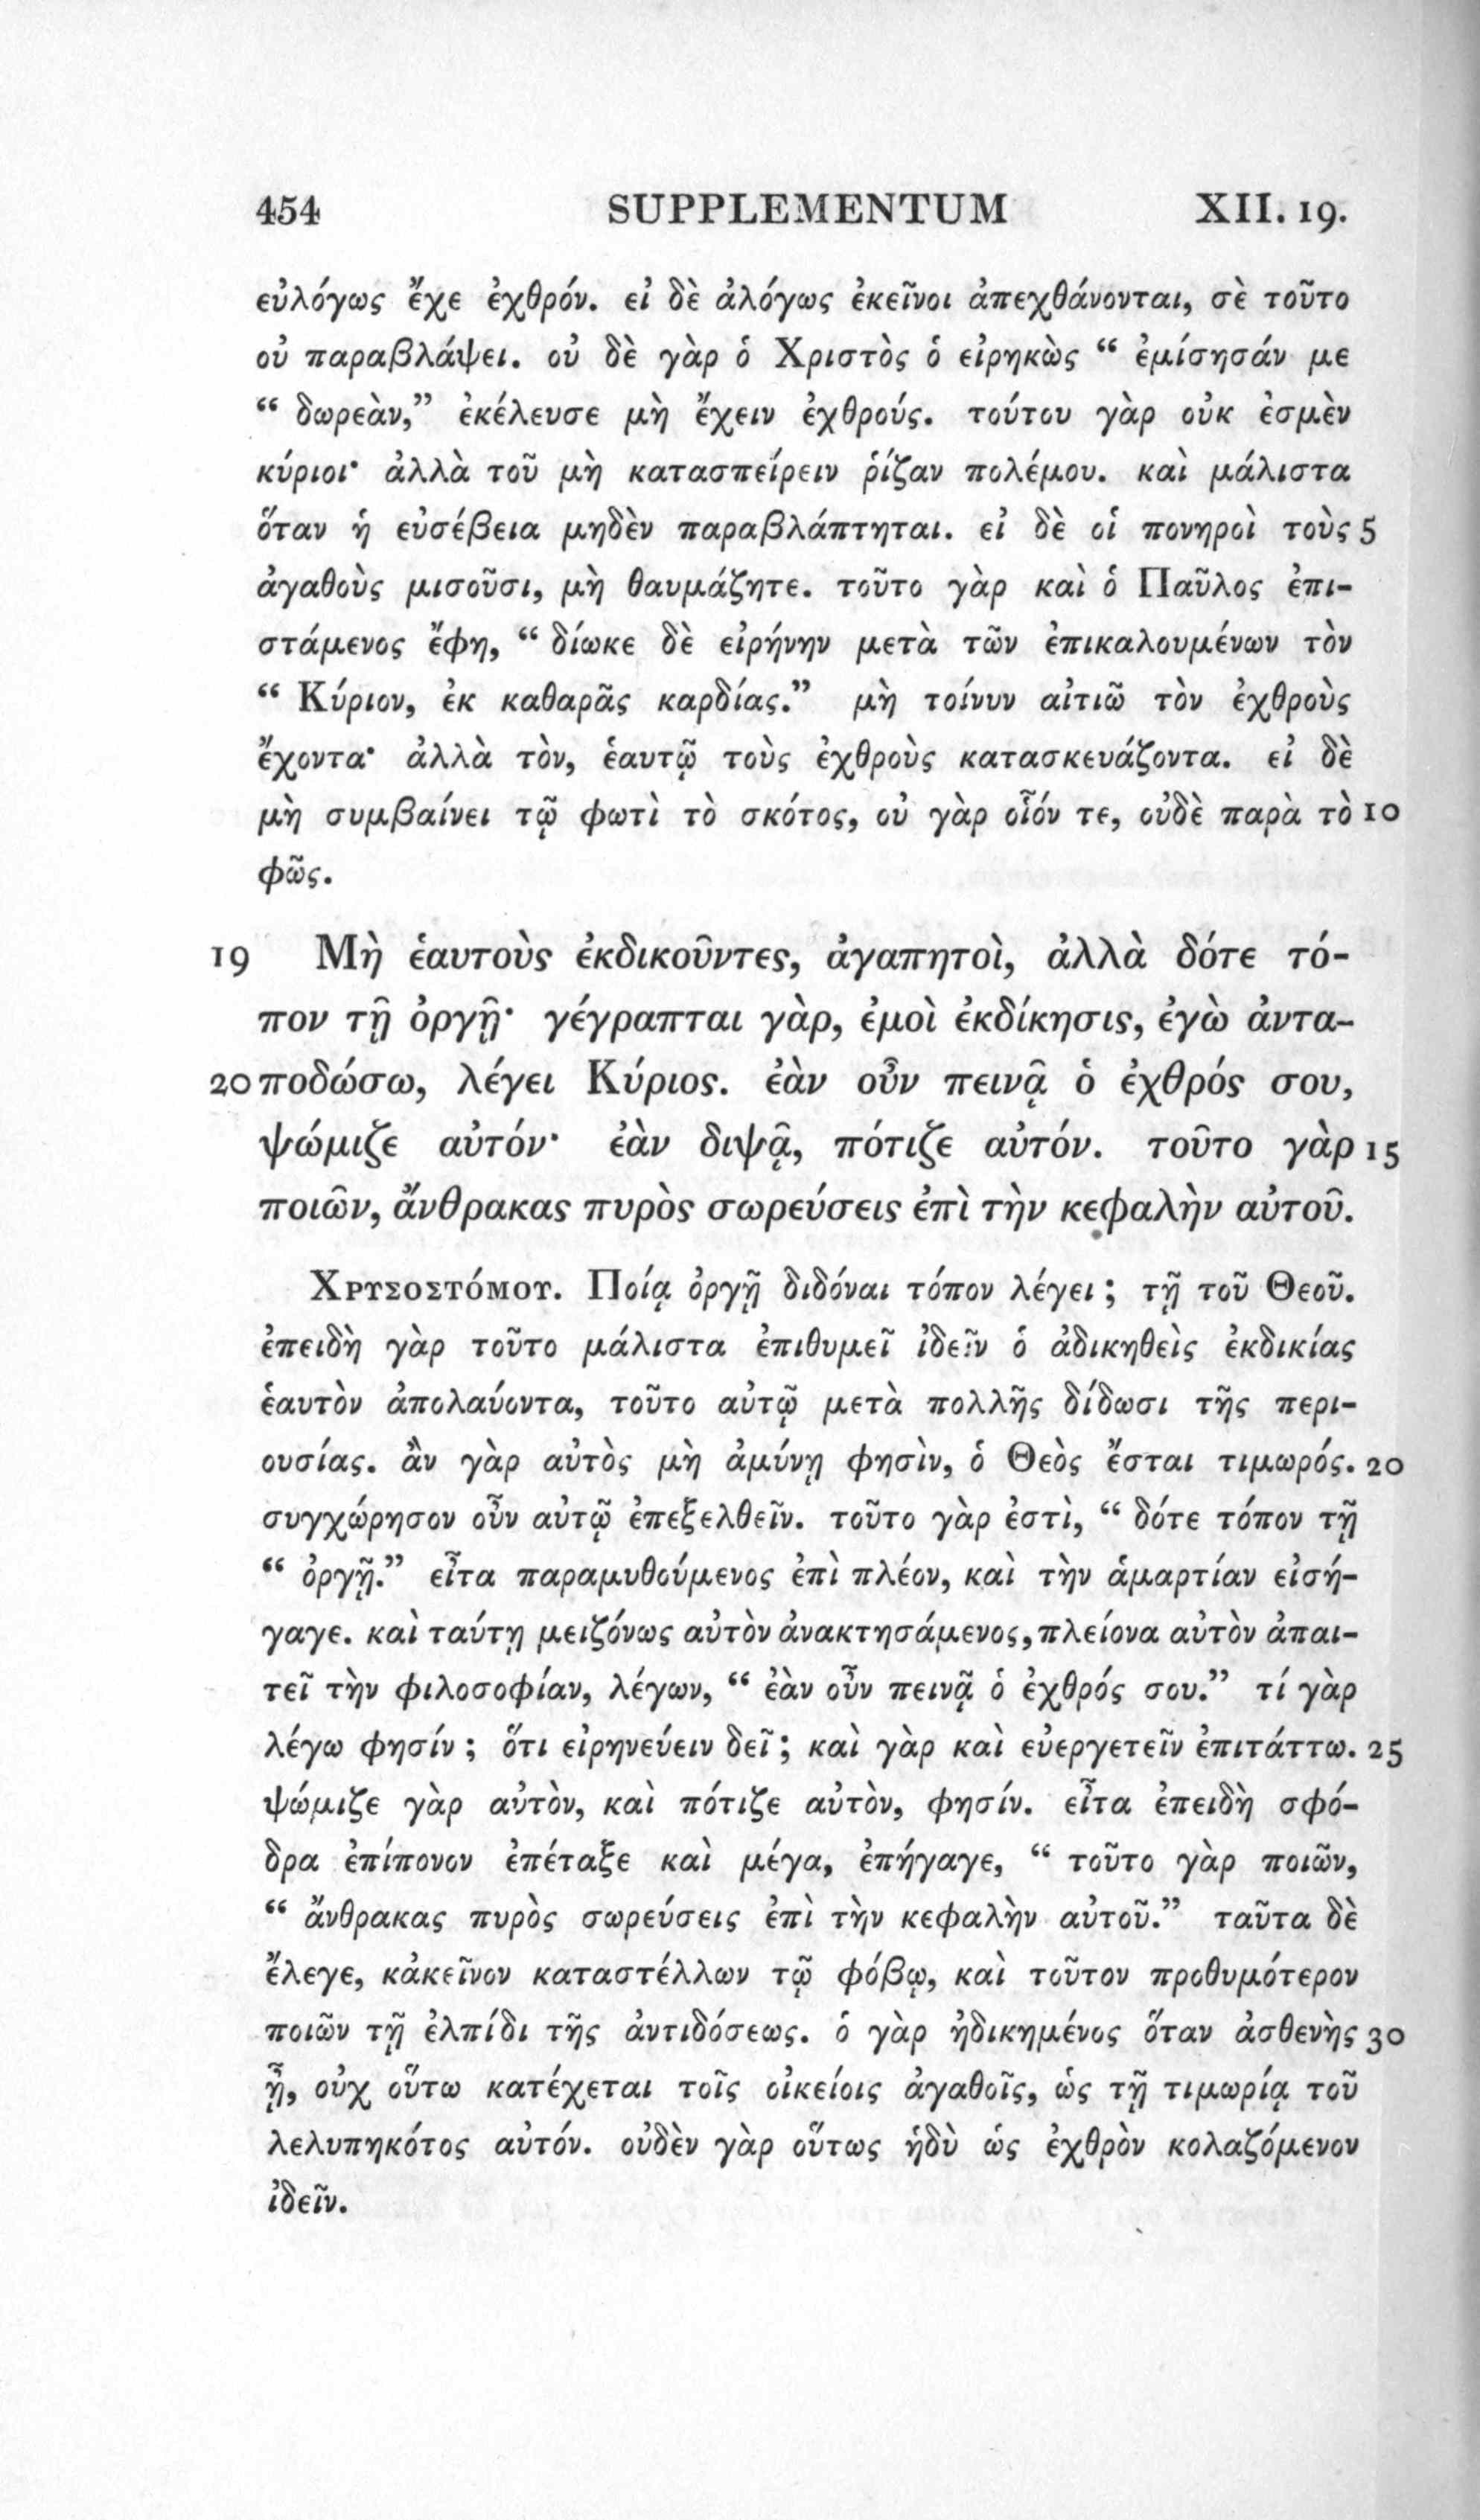 454 SUPPLEMENTUM XII. 19.
εὐλόγως ἔχε ἐχθρόν. εἰ δὲ ἀλόγως ἐκεῖνοι ἀπεχθάνονται, σὲ τοῦτο
οὐ παραβλάψει. οὐ δὲ γὰρ ὁ Χριστὸς ὁ εἰρηκὼς “ ἐμίσησάν με
“ δωρεὰν,” ἐκέλευσε μὴ ἔχειν ἐχθρούς. τούτου γὰρ οὐκ ἐσμὲν
κύριοι· ἀλλὰ τοῦ μὴ κατασπείρειν ῥίζαν πολέμου. καὶ μάλιστα
ὅταν ἡ εὐσέβεια μηδὲν παραβλάπτηται. εἰ δὲ οἱ πονηροὶ τοὺς 5
ἀγαθοὺς μισοῦσι, μὴ θαυμάζητε. τοῦτο γὰρ καὶ ὁ Παῦλος ἐπι-
στάμενος ἔφη, “ δίωκε δὲ εἰρήνην μετὰ τῶν ἐπικαλουμένων τὸν
“ Κύριον, ἐκ καθαρᾶς καρδίας.” μὴ τοίνυν αἰτιῶ τὸν ἐχθροὺς
ἔχοντα· ἀλλὰ τὸν, ἑαυτῷ τοὺς ἐχθροὺς κατασκευάζοντα. εἰ δὲ
μὴ συμβαίνει τῷ φωτὶ τὸ σκότος, οὐ γὰρ οἷόν τε, οὐδὲ παρὰ τὸ 10
φῶς.
19 Μὴ ἑαυτοὺς ἐκδικοῦντες, ἀγαπητοὶ, ἀλλὰ δότε τό-
πον τῇ ὀργῇ· γέγραπται γὰρ, ἐμοὶ ἐκδίκησις, ἐγὼ ἀντα-
20 ποδώσω, λέγει Κύριος. ἐὰν οὖν πεινᾷ ὁ ἐχθρός σου,
ψώμιζε αὐτόν· ἐὰν διψᾷ, πότιζε αὐτόν. τοῦτο γὰρ 15
ποιῶν, ἄνθρακας πυρὸς σωρεύσεις ἐπὶ τὴν κεφαλὴν αὐτοῦ.
ΧΡΥΣΟΣΤΌΜΟΥ. Ποίᾳ ὀργῇ διδόναι τόπον λέγει ; τῇ τοῦ Θεοῦ.
ἐπειδὴ γὰρ τοῦτο μάλιστα ἐπιθυμεῖ ἰδεῖν ὁ ἀδικηθεὶς ἐκδικίας
ἑαυτὸν ἀπολαύοντα, τοῦτο αὐτῷ μετὰ πολλῆς δίδωσι τῆς περι-
ουσίας. ἂν γὰρ αὐτὸς μὴ ἀμύνῃ φησὶν, ὁ Θεὸς ἔσται τιμωρός. 20
συγχώρησον οὖν αὐτῷ ἐπεξελθεῖν. τοῦτο γὰρ ἐστὶ, “ δότε τόπον τῇ
“ ὀργῇ.” εἶτα παραμυθούμενος ἐπὶ πλέον, καὶ τὴν ἁμαρτίαν εἰσή-
γαγε. καὶ ταύτῃ μειζόνως αὐτὸν ἀνακτησάμενος, πλείονα αὐτὸν ἀπαι-
τεῖ τὴν φιλοσοφίαν, λέγων, “ ἐὰν οὖν πεινᾷ ὁ ἐχθρός σου.” τί γὰρ
λέγω φησίν ; ὅτι εἰρηνεύειν δεῖ ; καὶ γὰρ καὶ εὐεργετεῖν ἐπιτάττω. 25
ψώμιζε γὰρ αὐτὸν, καὶ πότιζε αὐτὸν, φησίν. εἶτα ἐπειδὴ σφό-
δρα ἐπίπονον ἐπέταξε καὶ μέγα, ἐπήγαγε, “ τοῦτο γὰρ ποιῶν,
“ ἄνθρακας πυρὸς σωρεύσεις ἐπὶ τὴν κεφαλὴν αὐτοῦ.” ταῦτα δὲ
ἔλεγε, κἀκεῖνον καταστέλλων τῷ φόβῳ, καὶ τοῦτον προθυμότερον
ποιῶν τῇ ἐλπίδι τῆς ἀντιδόσεως. ὁ γὰρ ἠδικημένος ὅταν ἀσθενὴς 30
ᾖ, οὐχ οὕτω κατέχεται τοῖς οἰκείοις ἀγαθοῖς, ὡς τῇ τιμωρίᾳ τοῦ
λελυπηκότος αὐτόν. οὐδὲν γὰρ οὕτως ἡδὺ ὡς ἐχθρὸν κολαζόμενον
ἰδεῖν.